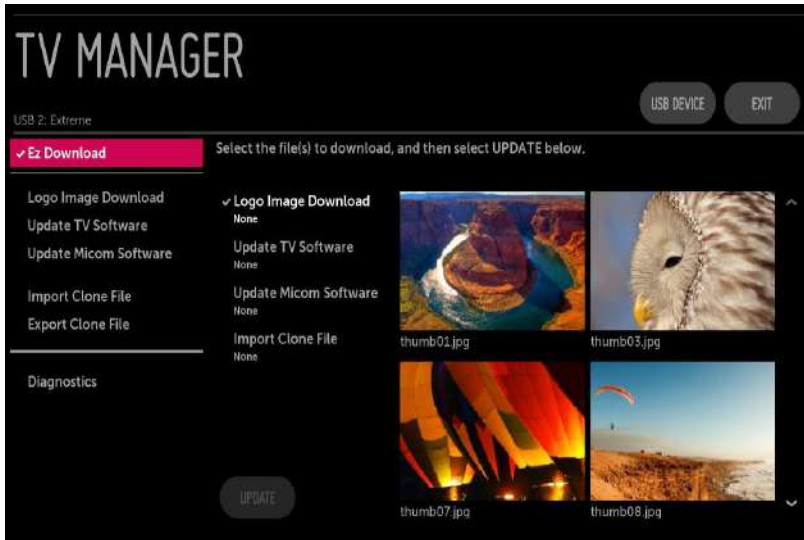 TV MANAGER
USB DEVICE
EXIT
USB 2: Extreme
Ez Download
Select the file(s) to download, and then select UPDATE below.
Logo Image Download
Update TV Software
Update Micom Software
Import Clone File
Export Clone File
Diagnostics
Logo Image Download
None
Update TV Software
None
Update Micom Software
None
Import Clone File
None
thumb01.jpg
thumb03.jpg
thumb07.jpg
thumb08.jpg
UPDATE